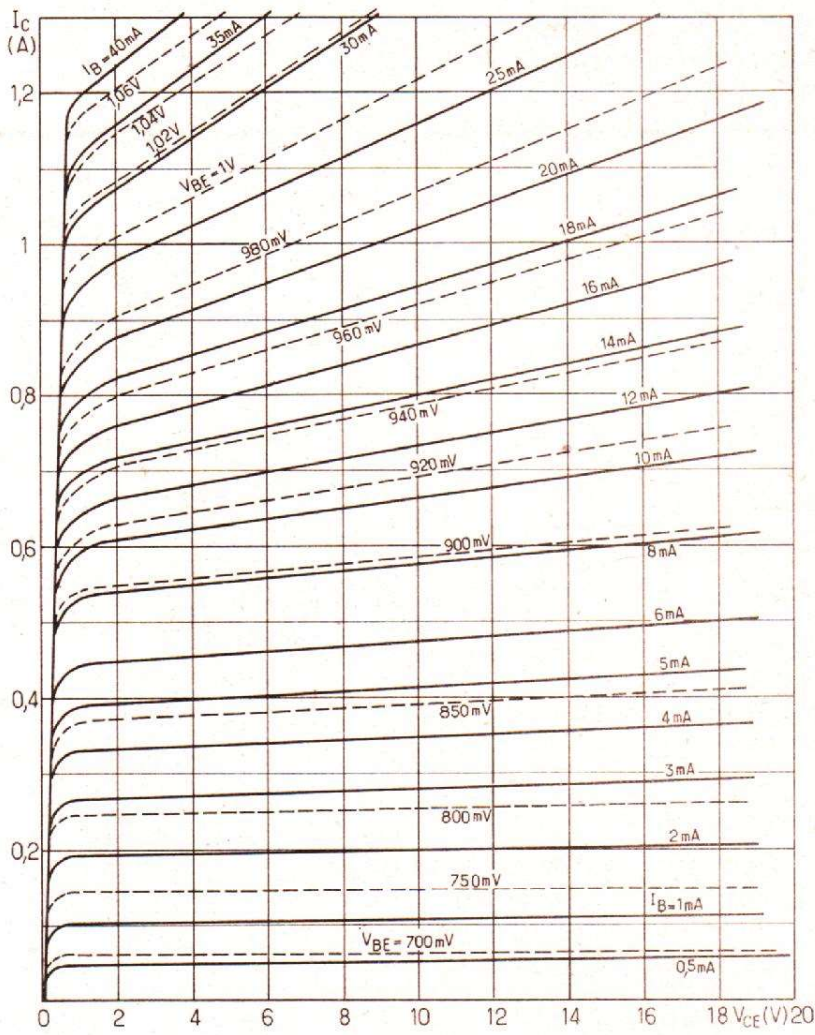 I_C
(A)
I_B=40mA
35mA
30mA
1,06V
1,04V
1,02V
1,2
25mA
V_BE=1V
20mA
1
980mV
18mA
16mA
960mV
14mA
0,8
940mV
12mA
920mV
10mA
0,6
900mV
8mA
6mA
5mA
0,4
850mV
4mA
3mA
800mV
2mA
0,2
750mV
I_B=1mA
V_BE=700mV
0,5mA
0 2 4 6 8 10 12 14 16 18 V_CE(V) 20